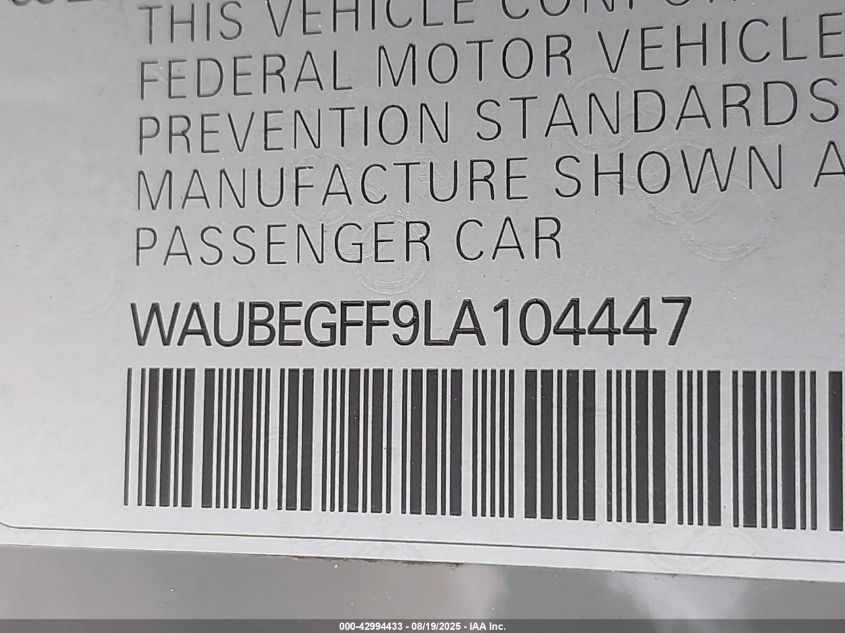 THIS VEHICLE
FEDERAL MOTOR VEHICLE
PREVENTION STANDARDS
MANUFACTURE SHOWN A
PASSENGER CAR
WAUBEGFF9LA104447
000-42994433 - 08/19/2025 - IAA Inc.